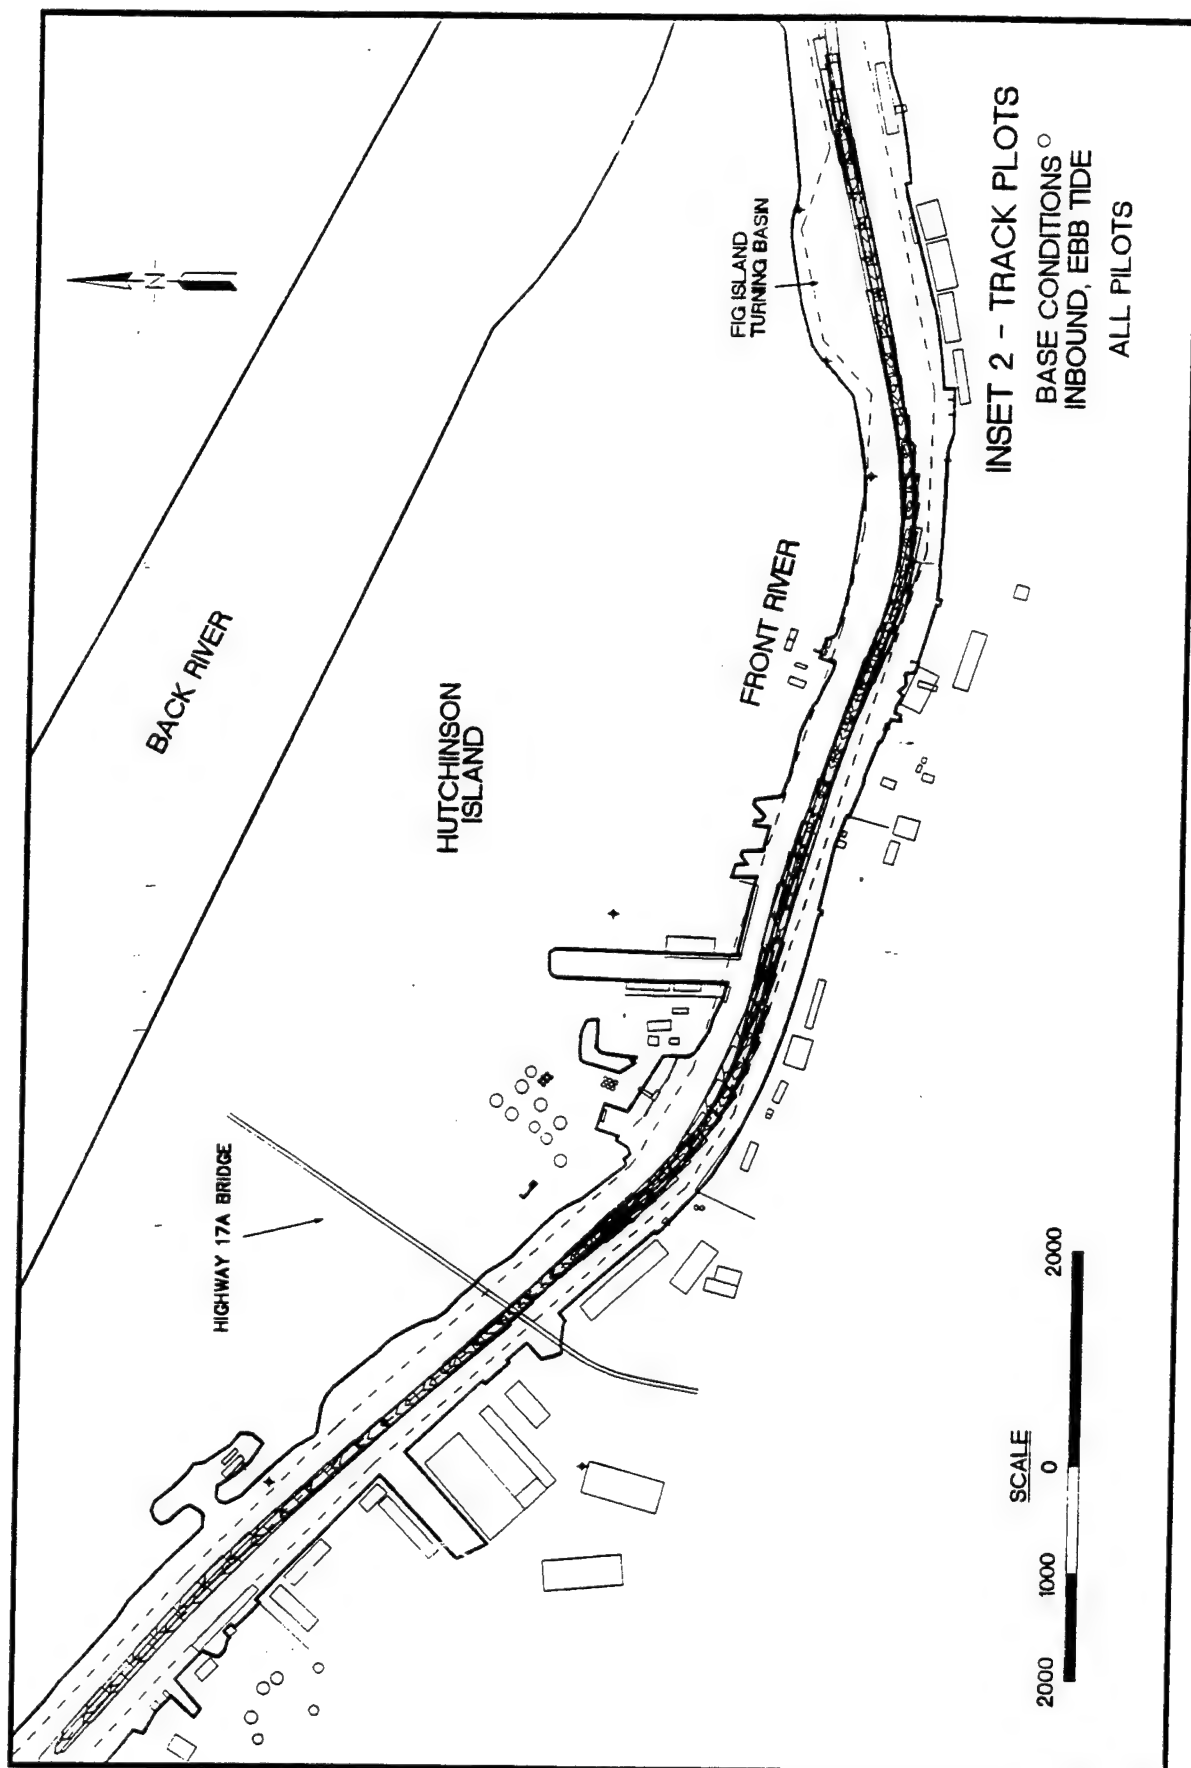 BACK RIVER
HUTCHINSON
ISLAND
FRONT RIVER
FIG ISLAND
TURNING BASIN
HIGHWAY 17A BRIDGE
N
INSET 2 - TRACK PLOTS
BASE CONDITIONS
INBOUND, EBB TIDE
ALL PILOTS
SCALE
2000 1000 0 2000